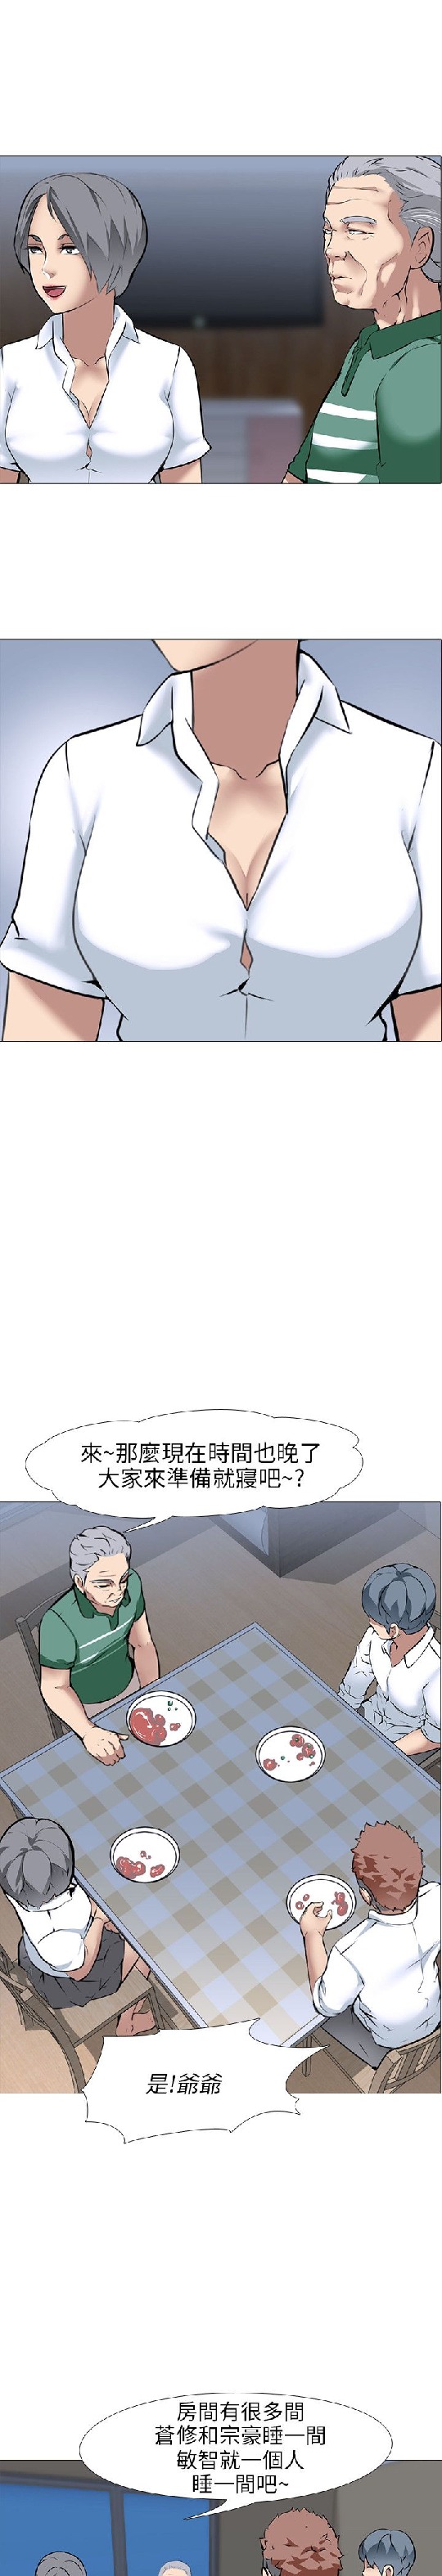 來~那麼現在時間也晚了
大家來準備就寢吧~?
是!爺爺
房間有很多間
蒼修和宗豪睡一間
敏智就一個人
睡一間吧~